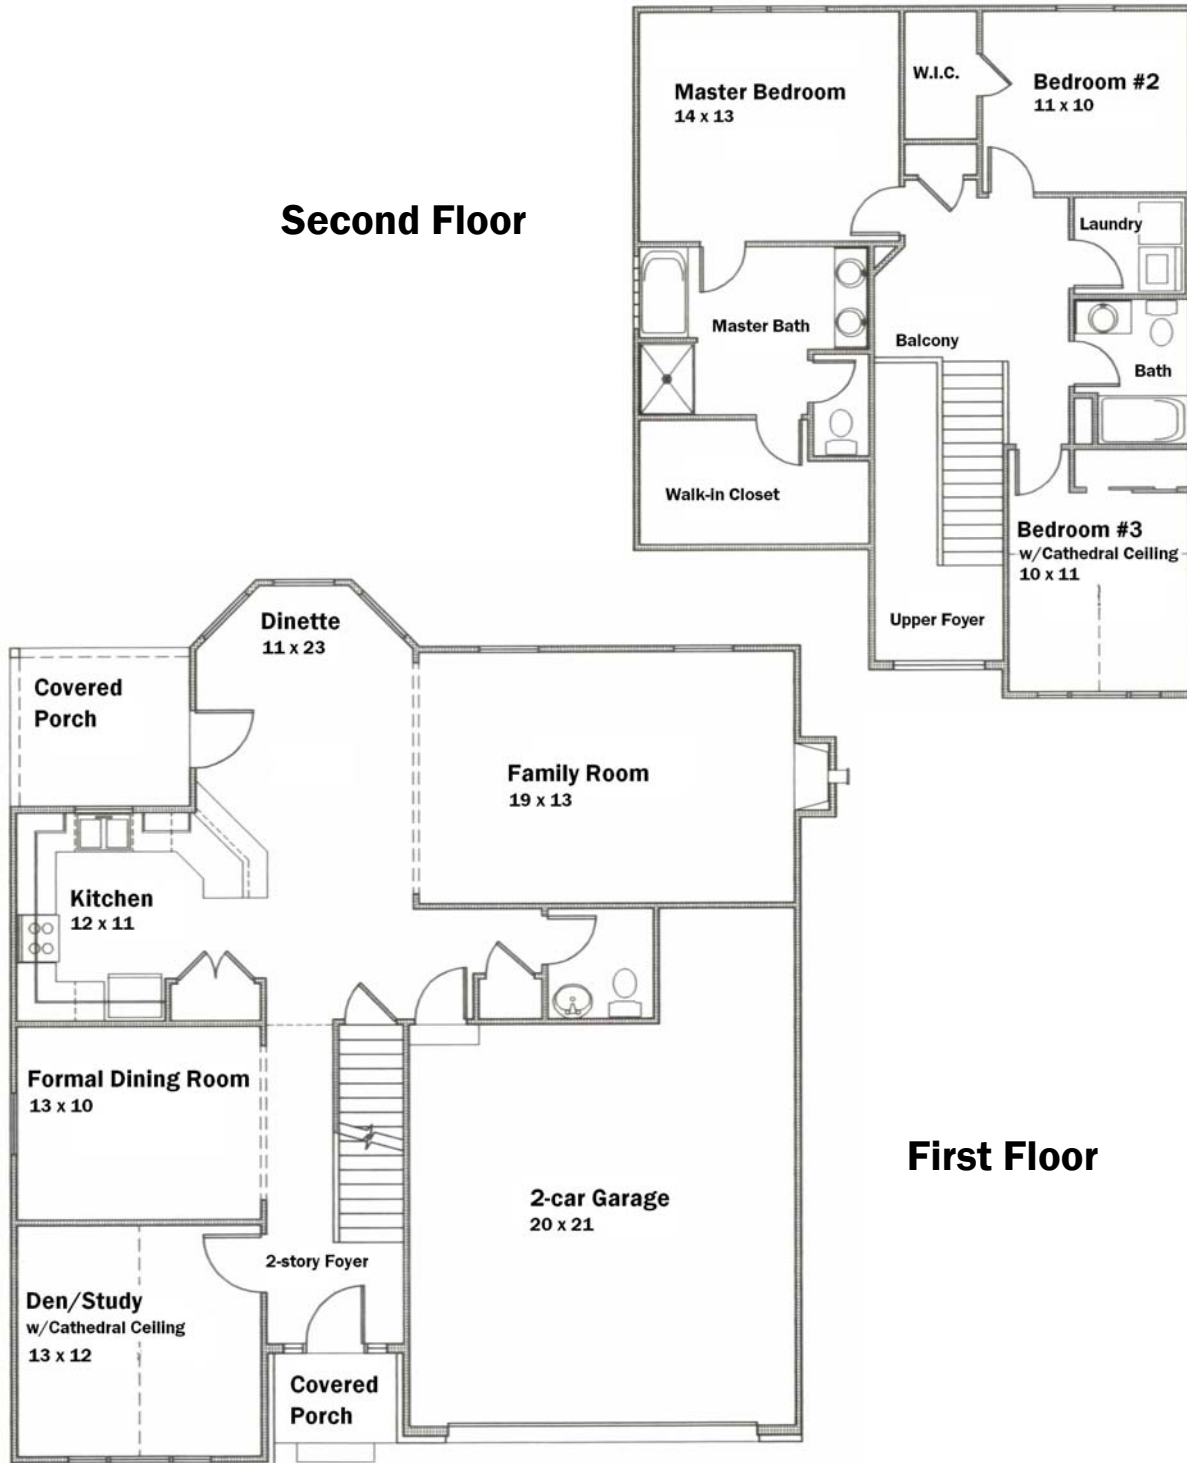 Second Floor
Master Bedroom
14 x 13
W.I.C.
Bedroom #2
11 x 10
Laundry
Master Bath
Balcony
Bath
Walk-in Closet
Bedroom #3
w/Cathedral Ceiling
10 x 11
Upper Foyer
First Floor
Dinette
11 x 23
Covered
Porch
Family Room
19 x 13
Kitchen
12 x 11
Formal Dining Room
13 x 10
2-car Garage
20 x 21
2-story Foyer
Den/Study
w/Cathedral Ceiling
13 x 12
Covered
Porch